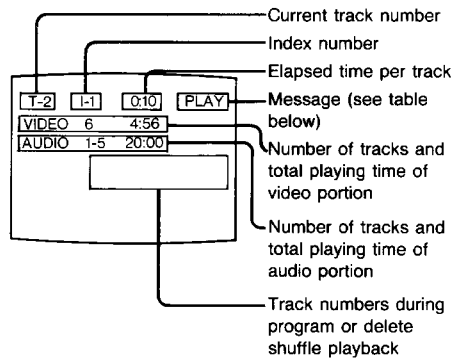 Current track number
Index number
Elapsed time per track
T-2 I-1 0:10 PLAY
Message (see table
below)
VIDEO 6 4:56
AUDIO 1-5 20:00
Number of tracks and
total playing time of
video portion
Number of tracks and
total playing time of
audio portion
Track numbers during
program or delete
shuffle playback